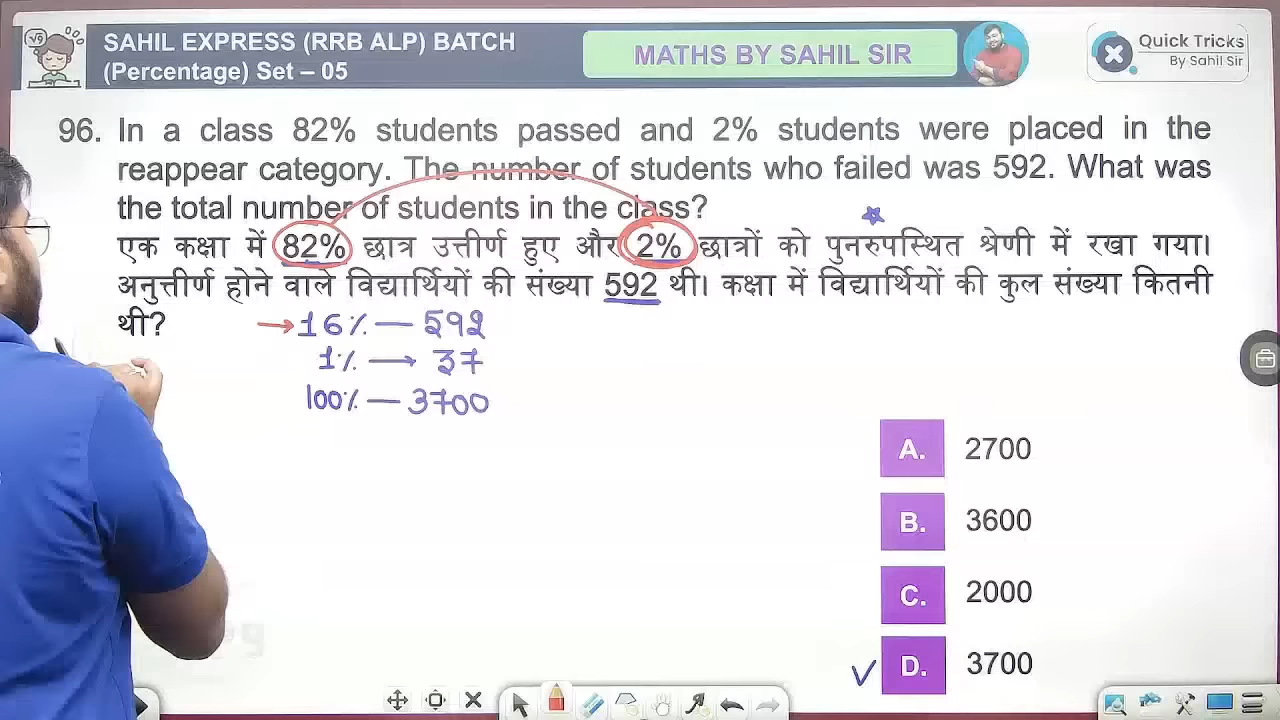 SAHIL EXPRESS (RRB ALP) BATCH
(Percentage) Set – 05
MATHS BY SAHIL SIR
Quick Tricks
By Sahil Sir
96. In a class 82% students passed and 2% students were placed in the
reappear category. The number of students who failed was 592. What was
the total number of students in the class?
एक कक्षा में 82% छात्र उत्तीर्ण हुए और 2% छात्रों को पुनरुपस्थित श्रेणी में रखा गया।
अनुत्तीर्ण होने वाले विद्यार्थियों की संख्या 592 थी। कक्षा में विद्यार्थियों की कुल संख्या कितनी
थी?
→ 16% — 592
1% → 37
100% — 3700
A. 2700
B. 3600
C. 2000
✓ D. 3700